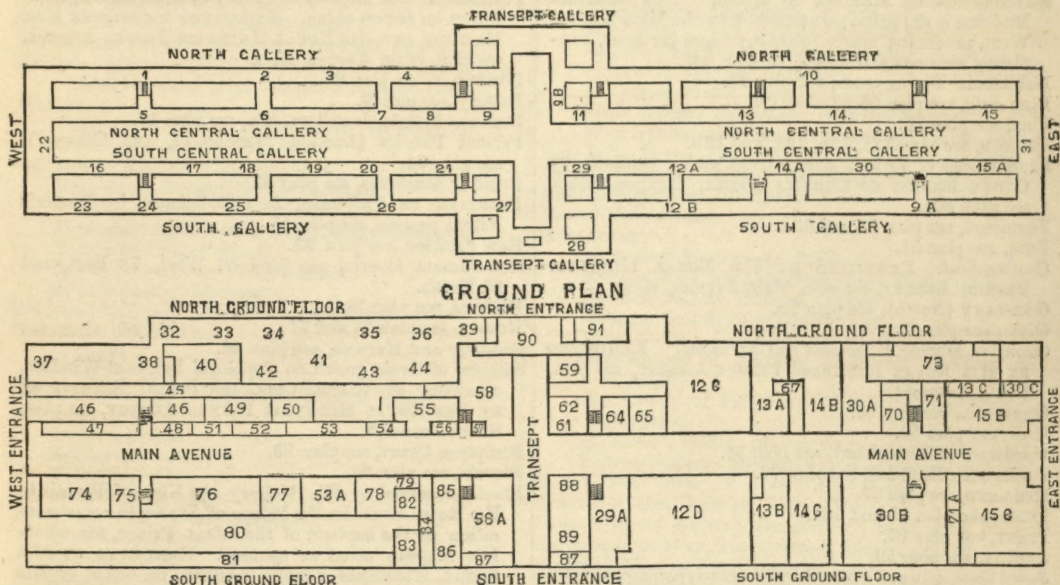 TRANSEPT GALLERY
NORTH GALLERY NORTH GALLERY
1 2 3 4 10
5 6 7 8 9 9B 11 13 14. 15
WEST 22 NORTH CENTRAL GALLERY NORTH CENTRAL GALLERY 31 EAST
SOUTH CENTRAL GALLERY SOUTH CENTRAL GALLERY
16 17 18 19 20 21 29 12 A 14 A 30 15 A
23 24 25 26 27 12 B 9 A
SOUTH GALLERY SOUTH GALLERY
28
TRANSEPT GALLERY
GROUND PLAN
NORTH GROUND FLOOR NORTH ENTRANCE NORTH GROUND FLOOR
32 33 34 35 36 39 90 91
37 38 40 41 42 43 44 58 59 12 C 67 73
45 13 C
46 46 49 50 55 62 64 65 13 A 14 B 30 A 70 71 15 B
47 48 51 52 53 54 56 57 61
WEST ENTRANCE MAIN AVENUE TRANSEPT MAIN AVENUE EAST ENTRANCE
74 75 76 77 53 A 78 79 82 85 88
84 56 A 29 A 12 D 13 B 14 C 30 B 71 A 15 C
80 83 86 89
81 87 87
SOUTH GROUND FLOOR SOUTH ENTRANCE SOUTH GROUND FLOOR